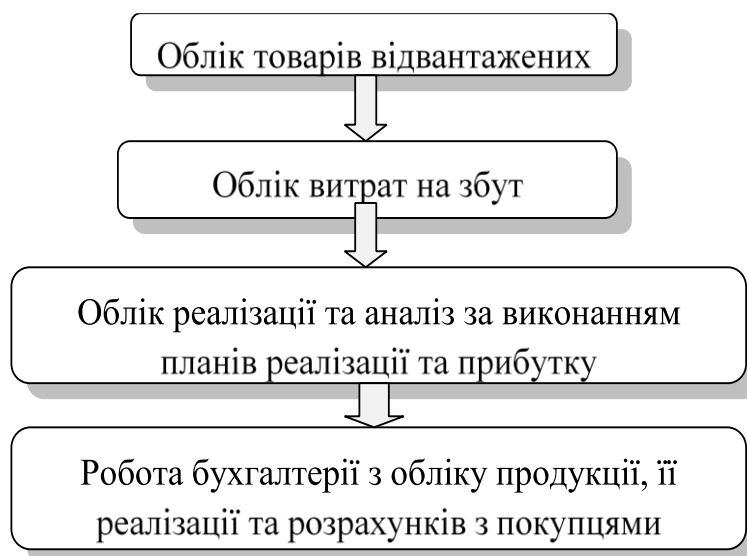 Облік товарів відвантажених
Облік витрат на збут
Облік реалізації та аналіз за виконанням
планів реалізації та прибутку
Робота бухгалтерії з обліку продукції, її
реалізації та розрахунків з покупцями